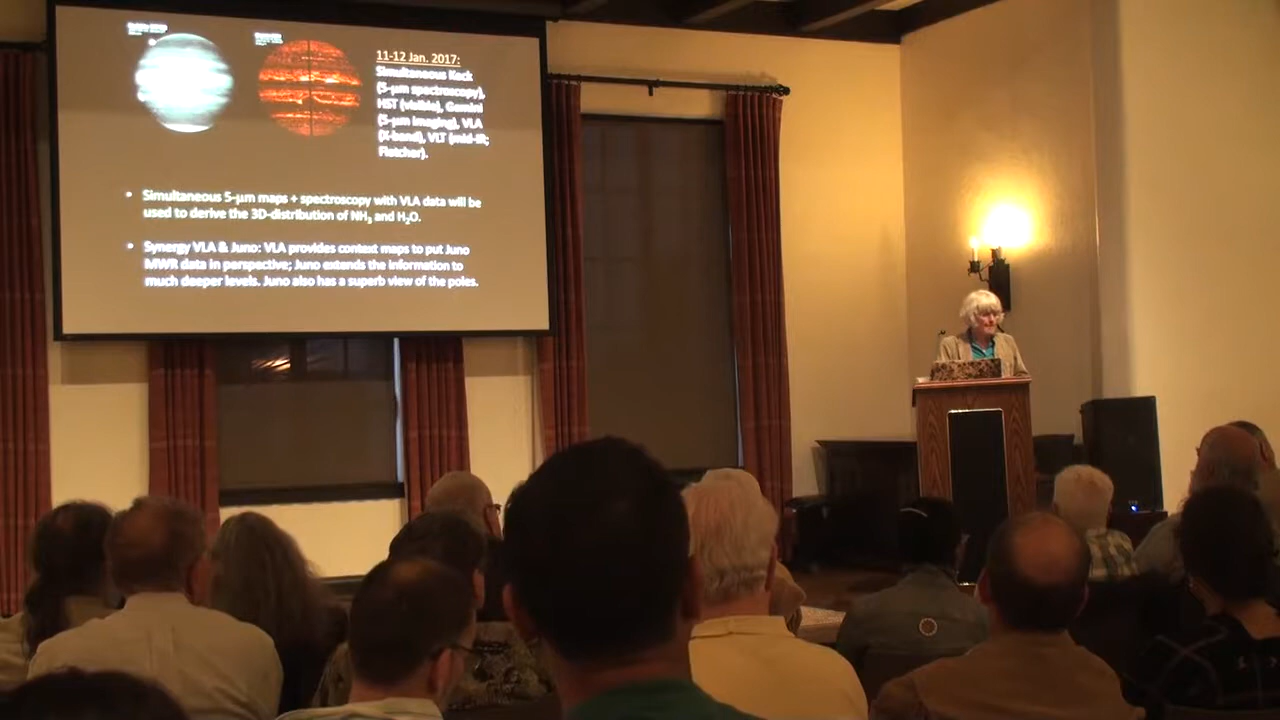 11-12 Jan. 2017:
Simultaneous Keck
(5-μm spectroscopy),
HST (visible), Gemini
(5-μm imaging), VLA
(X-band), VLT (mid-IR;
Fletcher).
• Simultaneous 5-μm maps + spectroscopy with VLA data will be
used to derive the 3D-distribution of NH₃ and H₂O.
• Synergy VLA & Juno: VLA provides context maps to put Juno
MWR data in perspective; Juno extends the information to
much deeper levels. Juno also has a superb view of the poles.